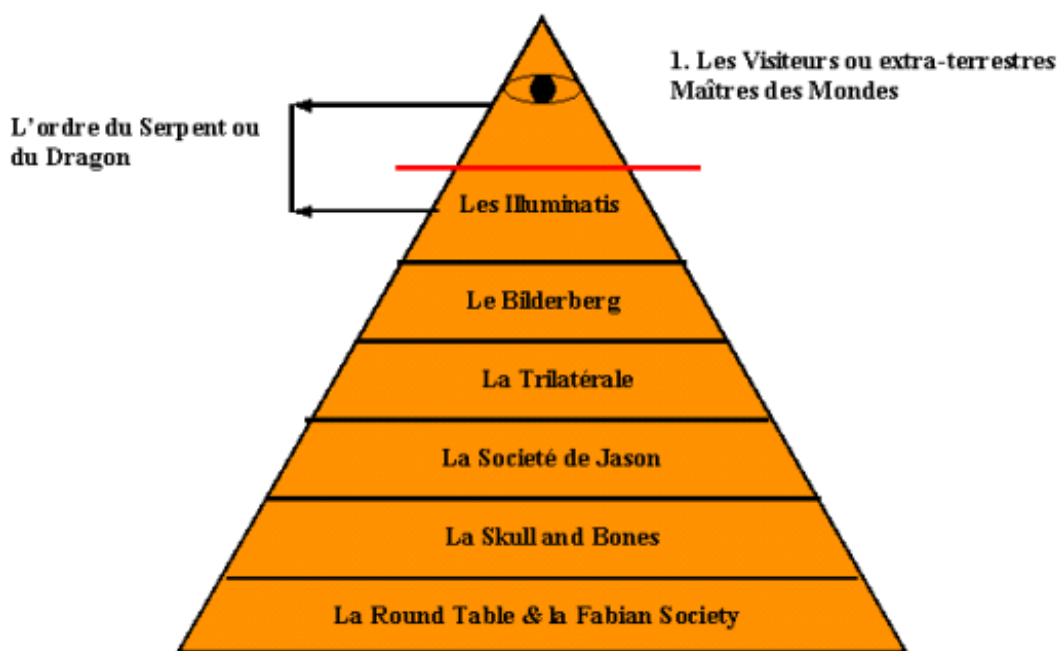 1. Les Visiteurs ou extra-terrestres
Maîtres des Mondes
L'ordre du Serpent ou
du Dragon
Les Illuminatis
Le Bilderberg
La Trilatérale
La Societé de Jason
La Skull and Bones
La Round Table & la Fabian Society